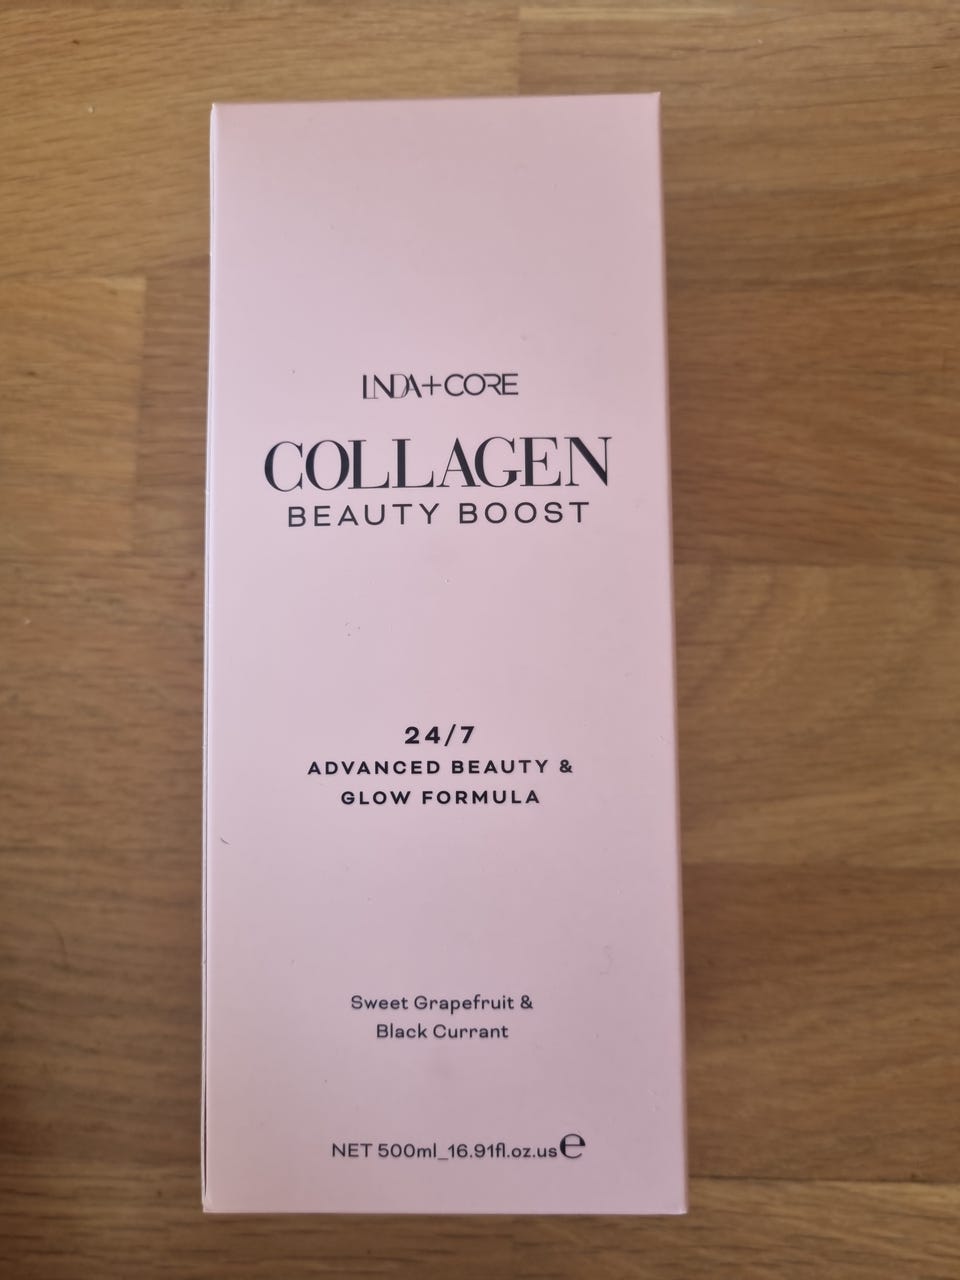 LNDA+CORE
COLLAGEN
BEAUTY BOOST
24/7
ADVANCED BEAUTY &
GLOW FORMULA
Sweet Grapefruit &
Black Currant
NET 500ml_16.91fl.oz.us℮